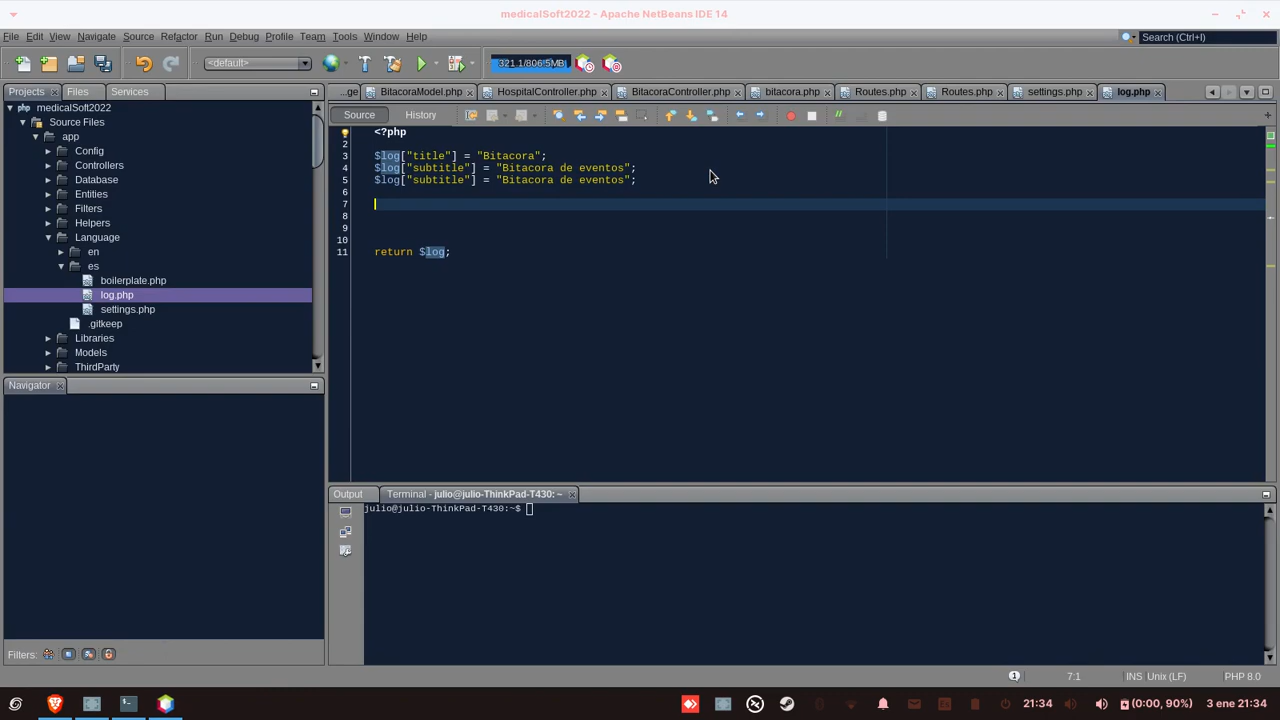 medicalSoft2022 - Apache NetBeans IDE 14
File Edit View Navigate Source Refactor Run Debug Profile Team Tools Window Help
Search (Ctrl+I)
<default>
321.1/806.5MB
Projects Files Services
...ge BitacoraModel.php HospitalController.php BitacoraController.php bitacora.php Routes.php Routes.php settings.php log.php
medicalSoft2022
Source Files
app
Config
Controllers
Database
Entities
Filters
Helpers
Language
en
es
boilerplate.php
log.php
settings.php
.gitkeep
Libraries
Models
ThirdParty
Source History
1 <?php
2
3 $log["title"] = "Bitacora";
4 $log["subtitle"] = "Bitacora de eventos";
5 $log["subtitle"] = "Bitacora de eventos";
6
7
8
9
10
11 return $log;
Navigator
Filters:
Output Terminal - julio@julio-ThinkPad-T430: ~
julio@julio-ThinkPad-T430:~$
1 7:1 INS Unix (LF) PHP 8.0
21:34 (0:00, 90%) 3 ene 21:34